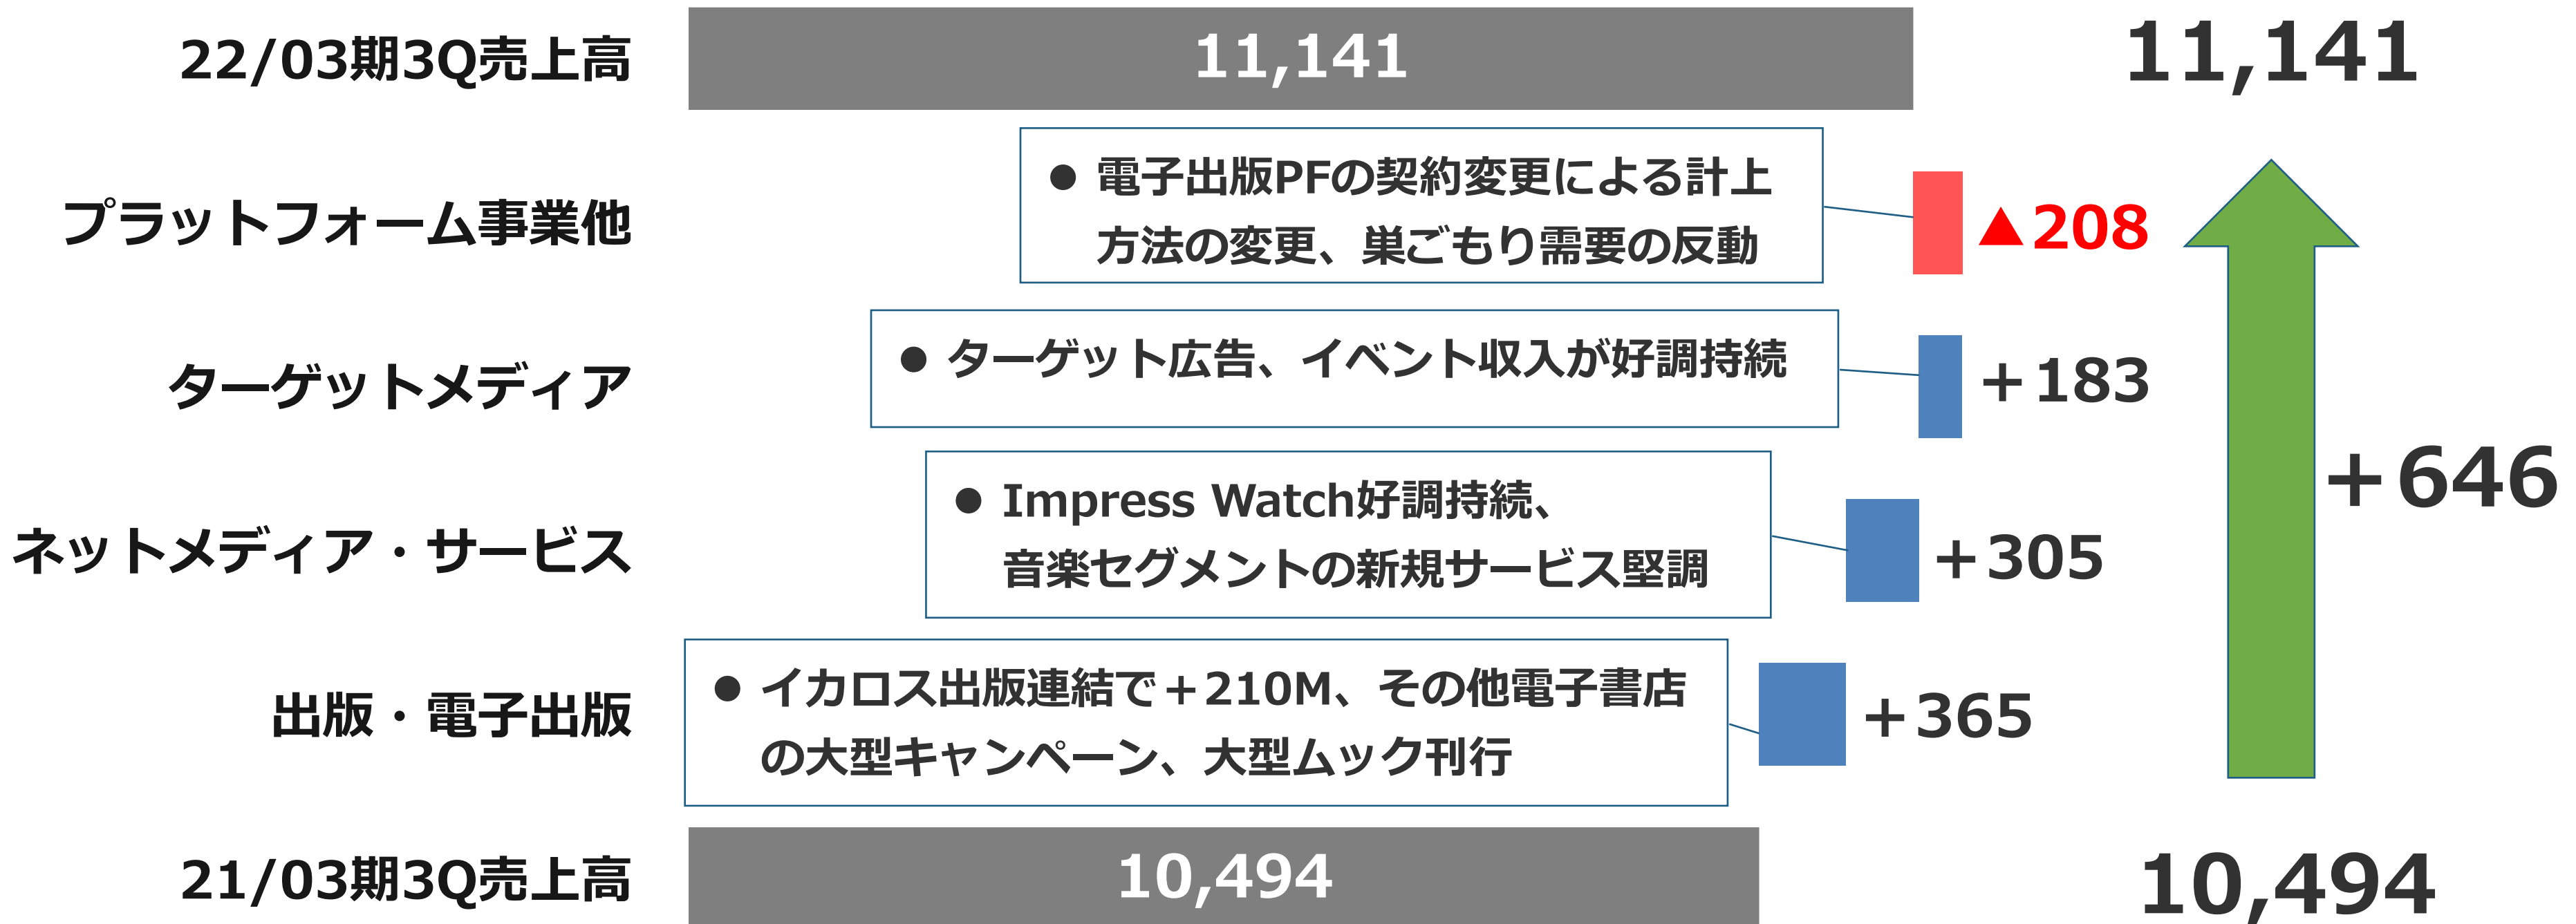 22/03期3Q売上高
11,141
11,141
プラットフォーム事業他
● 電子出版PFの契約変更による計上
方法の変更、巣ごもり需要の反動
▲208
ターゲットメディア
● ターゲット広告、イベント収入が好調持続
+183
+646
ネットメディア・サービス
● Impress Watch好調持続、
音楽セグメントの新規サービス堅調
+305
出版・電子出版
● イカロス出版連結で+210M、その他電子書店
の大型キャンペーン、大型ムック刊行
+365
21/03期3Q売上高
10,494
10,494